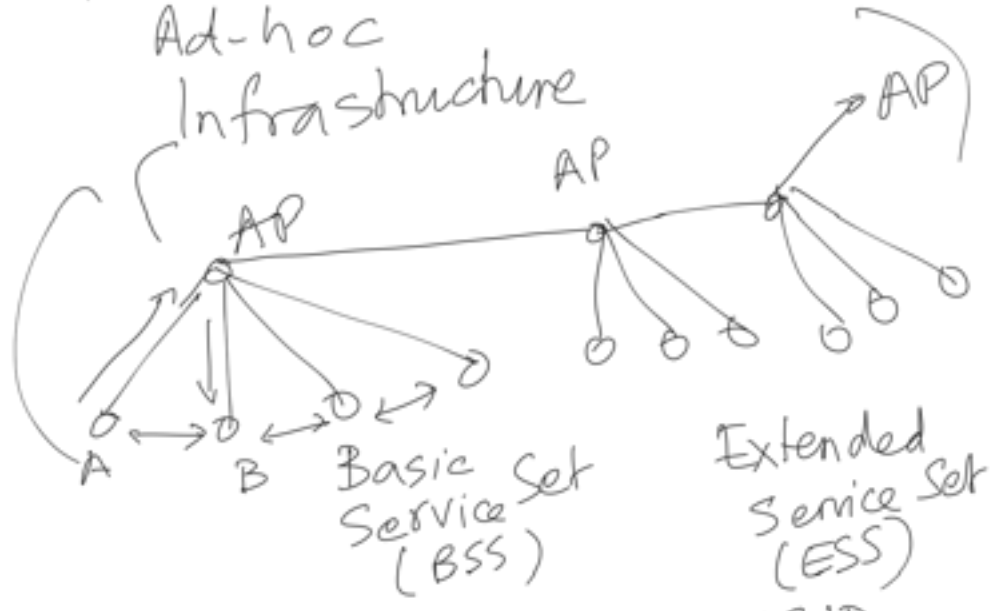 Ad-hoc
Infrastructure
AP
AP
AP
A
B
Basic
Service Set
(BSS)
Extended
Service Set
(ESS)